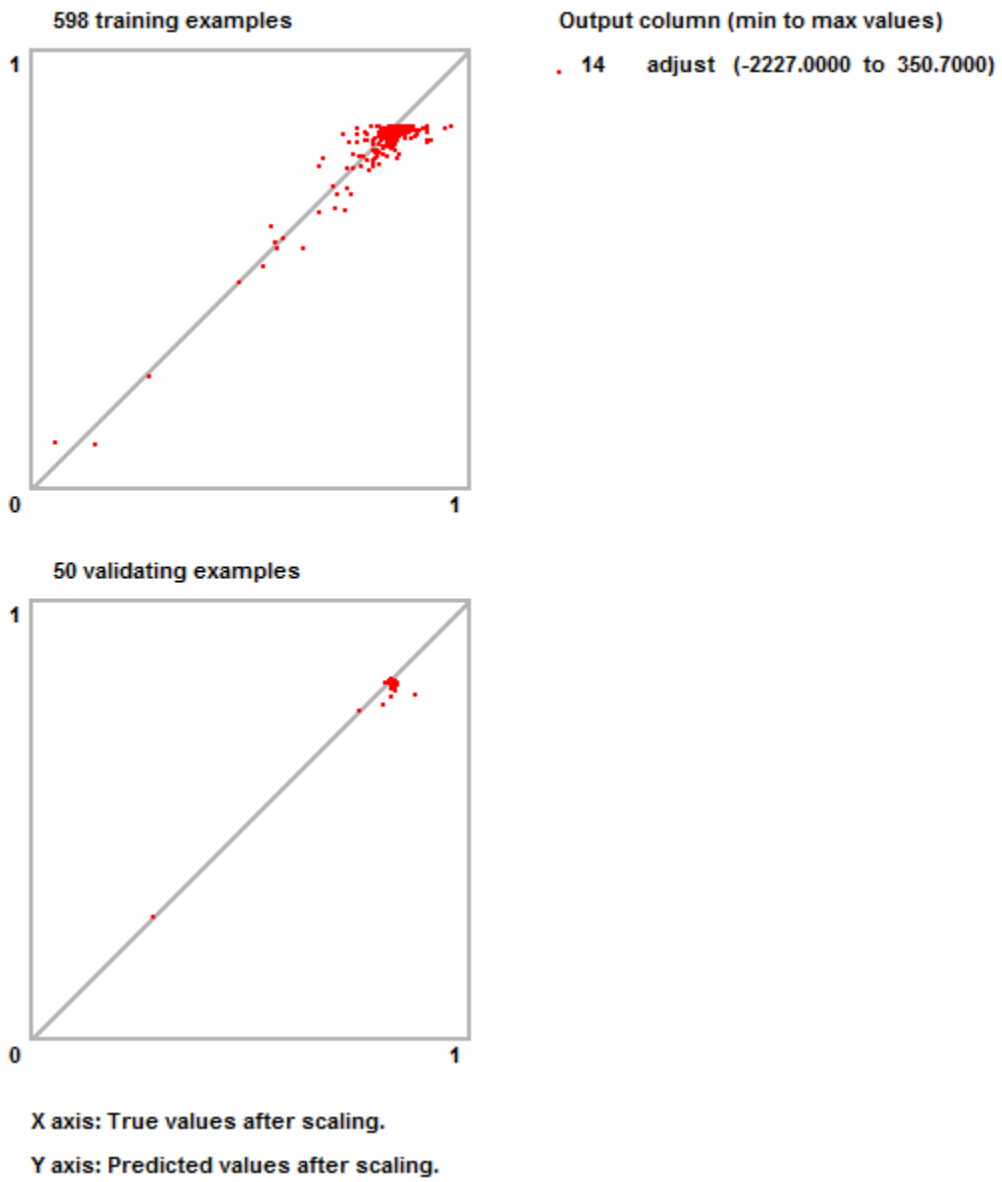 598 training examples
Output column (min to max values)
1
14 adjust (-2227.0000 to 350.7000)
0 1
50 validating examples
1
0 1
X axis: True values after scaling.
Y axis: Predicted values after scaling.